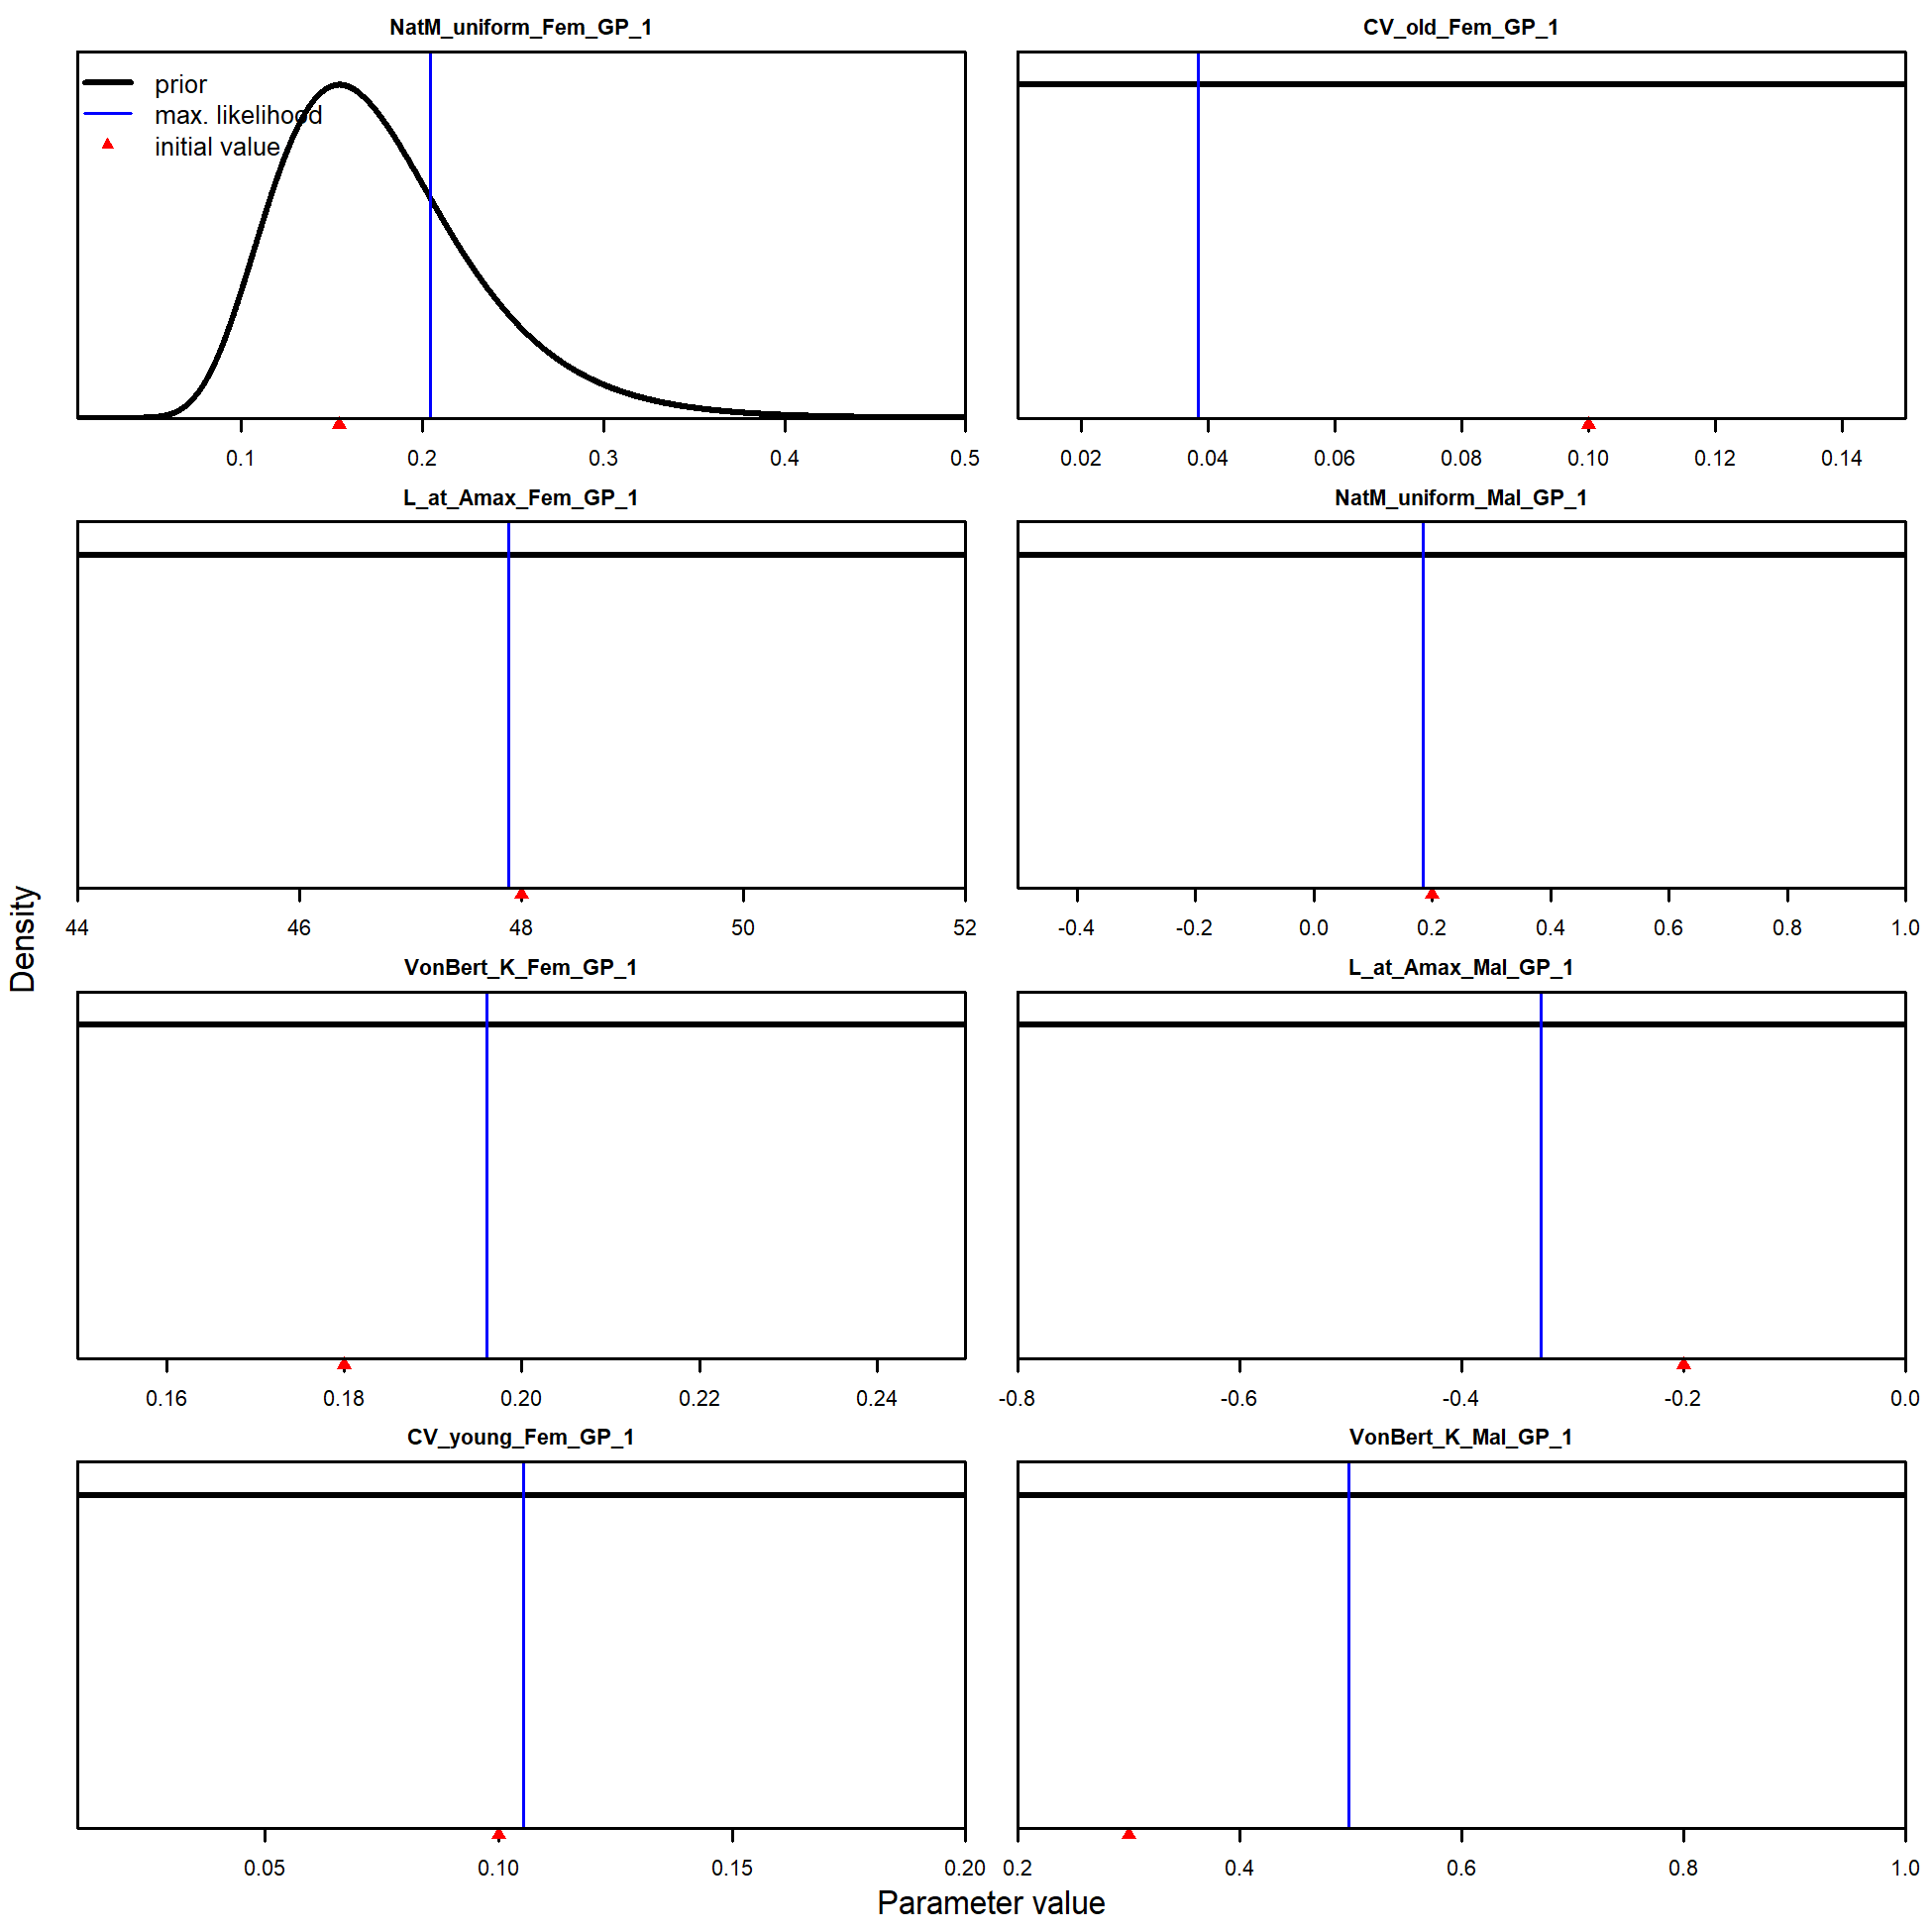 NatM_uniform_Fem_GP_1
prior
max. likelihood
initial value
0.1 0.2 0.3 0.4 0.5
CV_old_Fem_GP_1
0.02 0.04 0.06 0.08 0.10 0.12 0.14
L_at_Amax_Fem_GP_1
44 46 48 50 52
NatM_uniform_Mal_GP_1
-0.4 -0.2 0.0 0.2 0.4 0.6 0.8 1.0
Density
VonBert_K_Fem_GP_1
0.16 0.18 0.20 0.22 0.24
L_at_Amax_Mal_GP_1
-0.8 -0.6 -0.4 -0.2 0.0
CV_young_Fem_GP_1
0.05 0.10 0.15 0.20
VonBert_K_Mal_GP_1
0.2 0.4 0.6 0.8 1.0
Parameter value